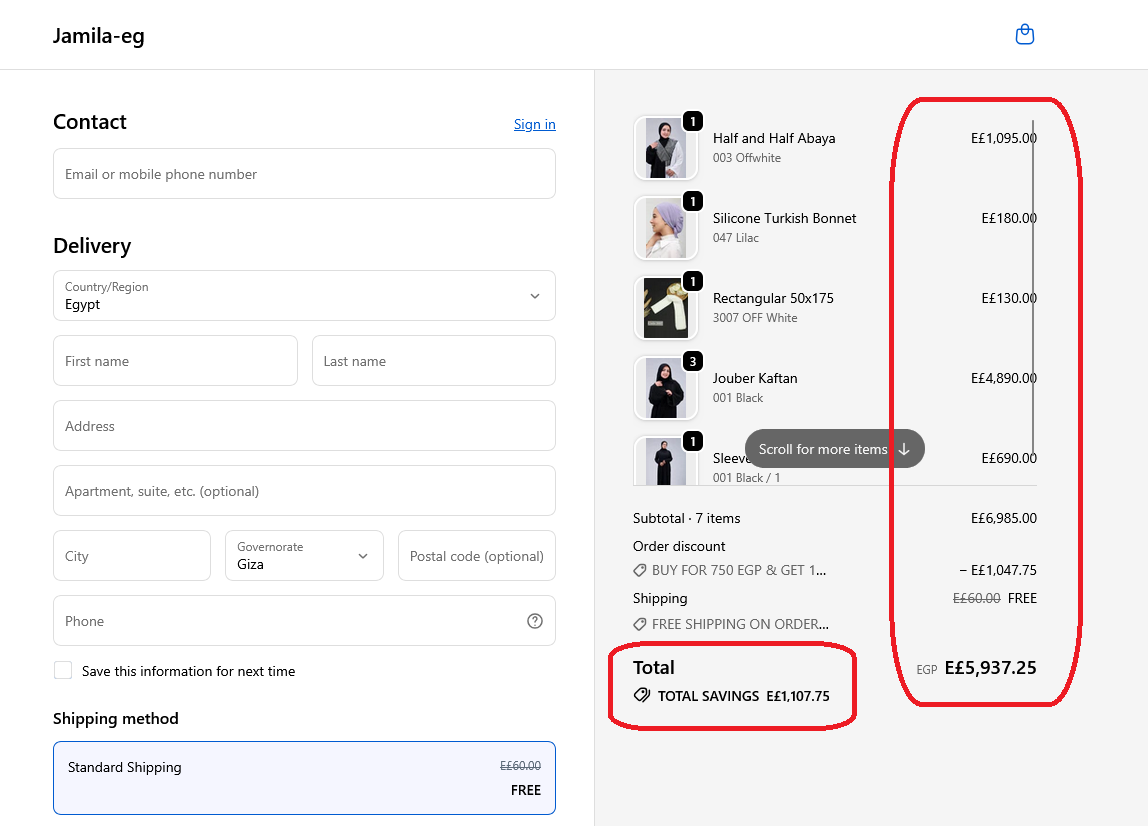 Jamila-eg
Contact
Sign in
Email or mobile phone number
Delivery
Country/Region
Egypt
First name
Last name
Address
Apartment, suite, etc. (optional)
City
Governorate
Giza
Postal code (optional)
Phone
Save this information for next time
Shipping method
Standard Shipping
E£60.00
FREE
1
Half and Half Abaya
E£1,095.00
003 Offwhite
1
Silicone Turkish Bonnet
E£180.00
047 Lilac
1
Rectangular 50x175
E£130.00
3007 OFF White
3
Jouber Kaftan
E£4,890.00
001 Black
1
Sleeve
E£690.00
001 Black / 1
Scroll for more items ↓
Subtotal · 7 items
E£6,985.00
Order discount
BUY FOR 750 EGP & GET 1...
− E£1,047.75
Shipping
E£60.00 FREE
FREE SHIPPING ON ORDER...
Total
EGP E£5,937.25
TOTAL SAVINGS E£1,107.75